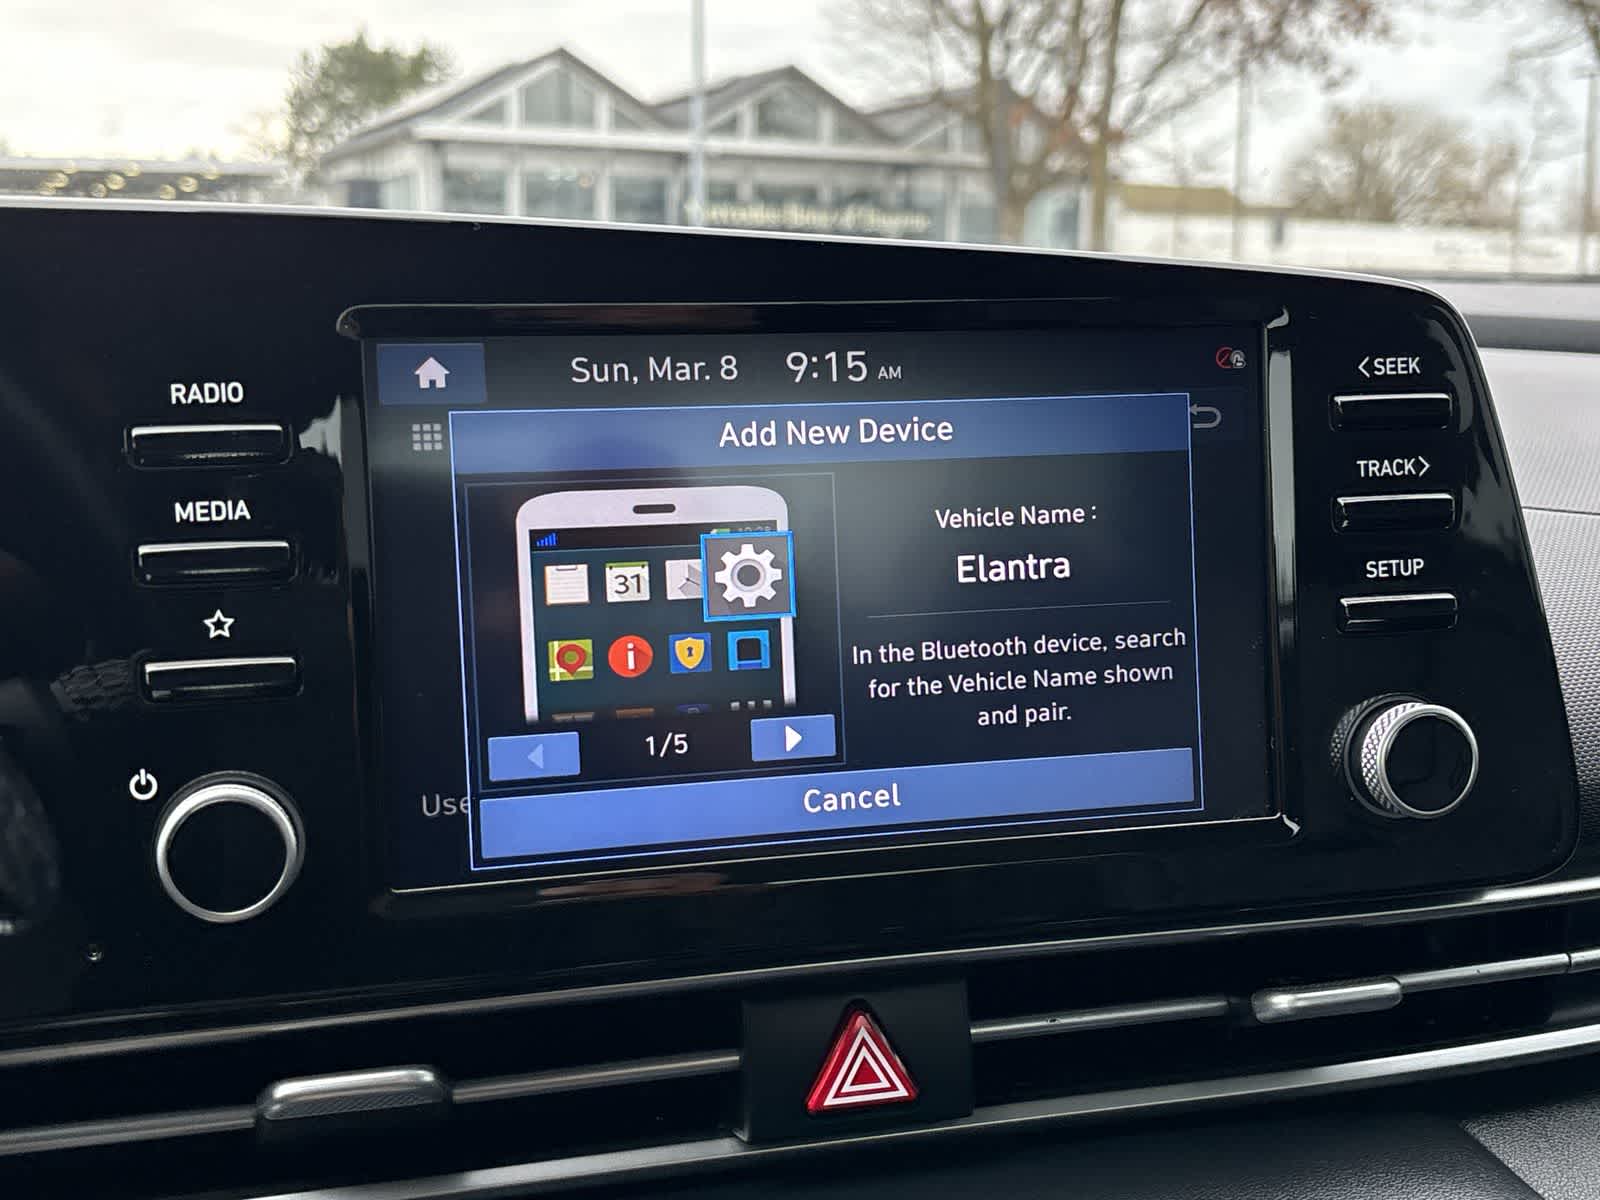 Sun, Mar. 8 9:15 AM
Add New Device
31
Vehicle Name :
Elantra
In the Bluetooth device, search
for the Vehicle Name shown
and pair.
1/5
Use
Cancel
RADIO
MEDIA
<SEEK
TRACK>
SETUP